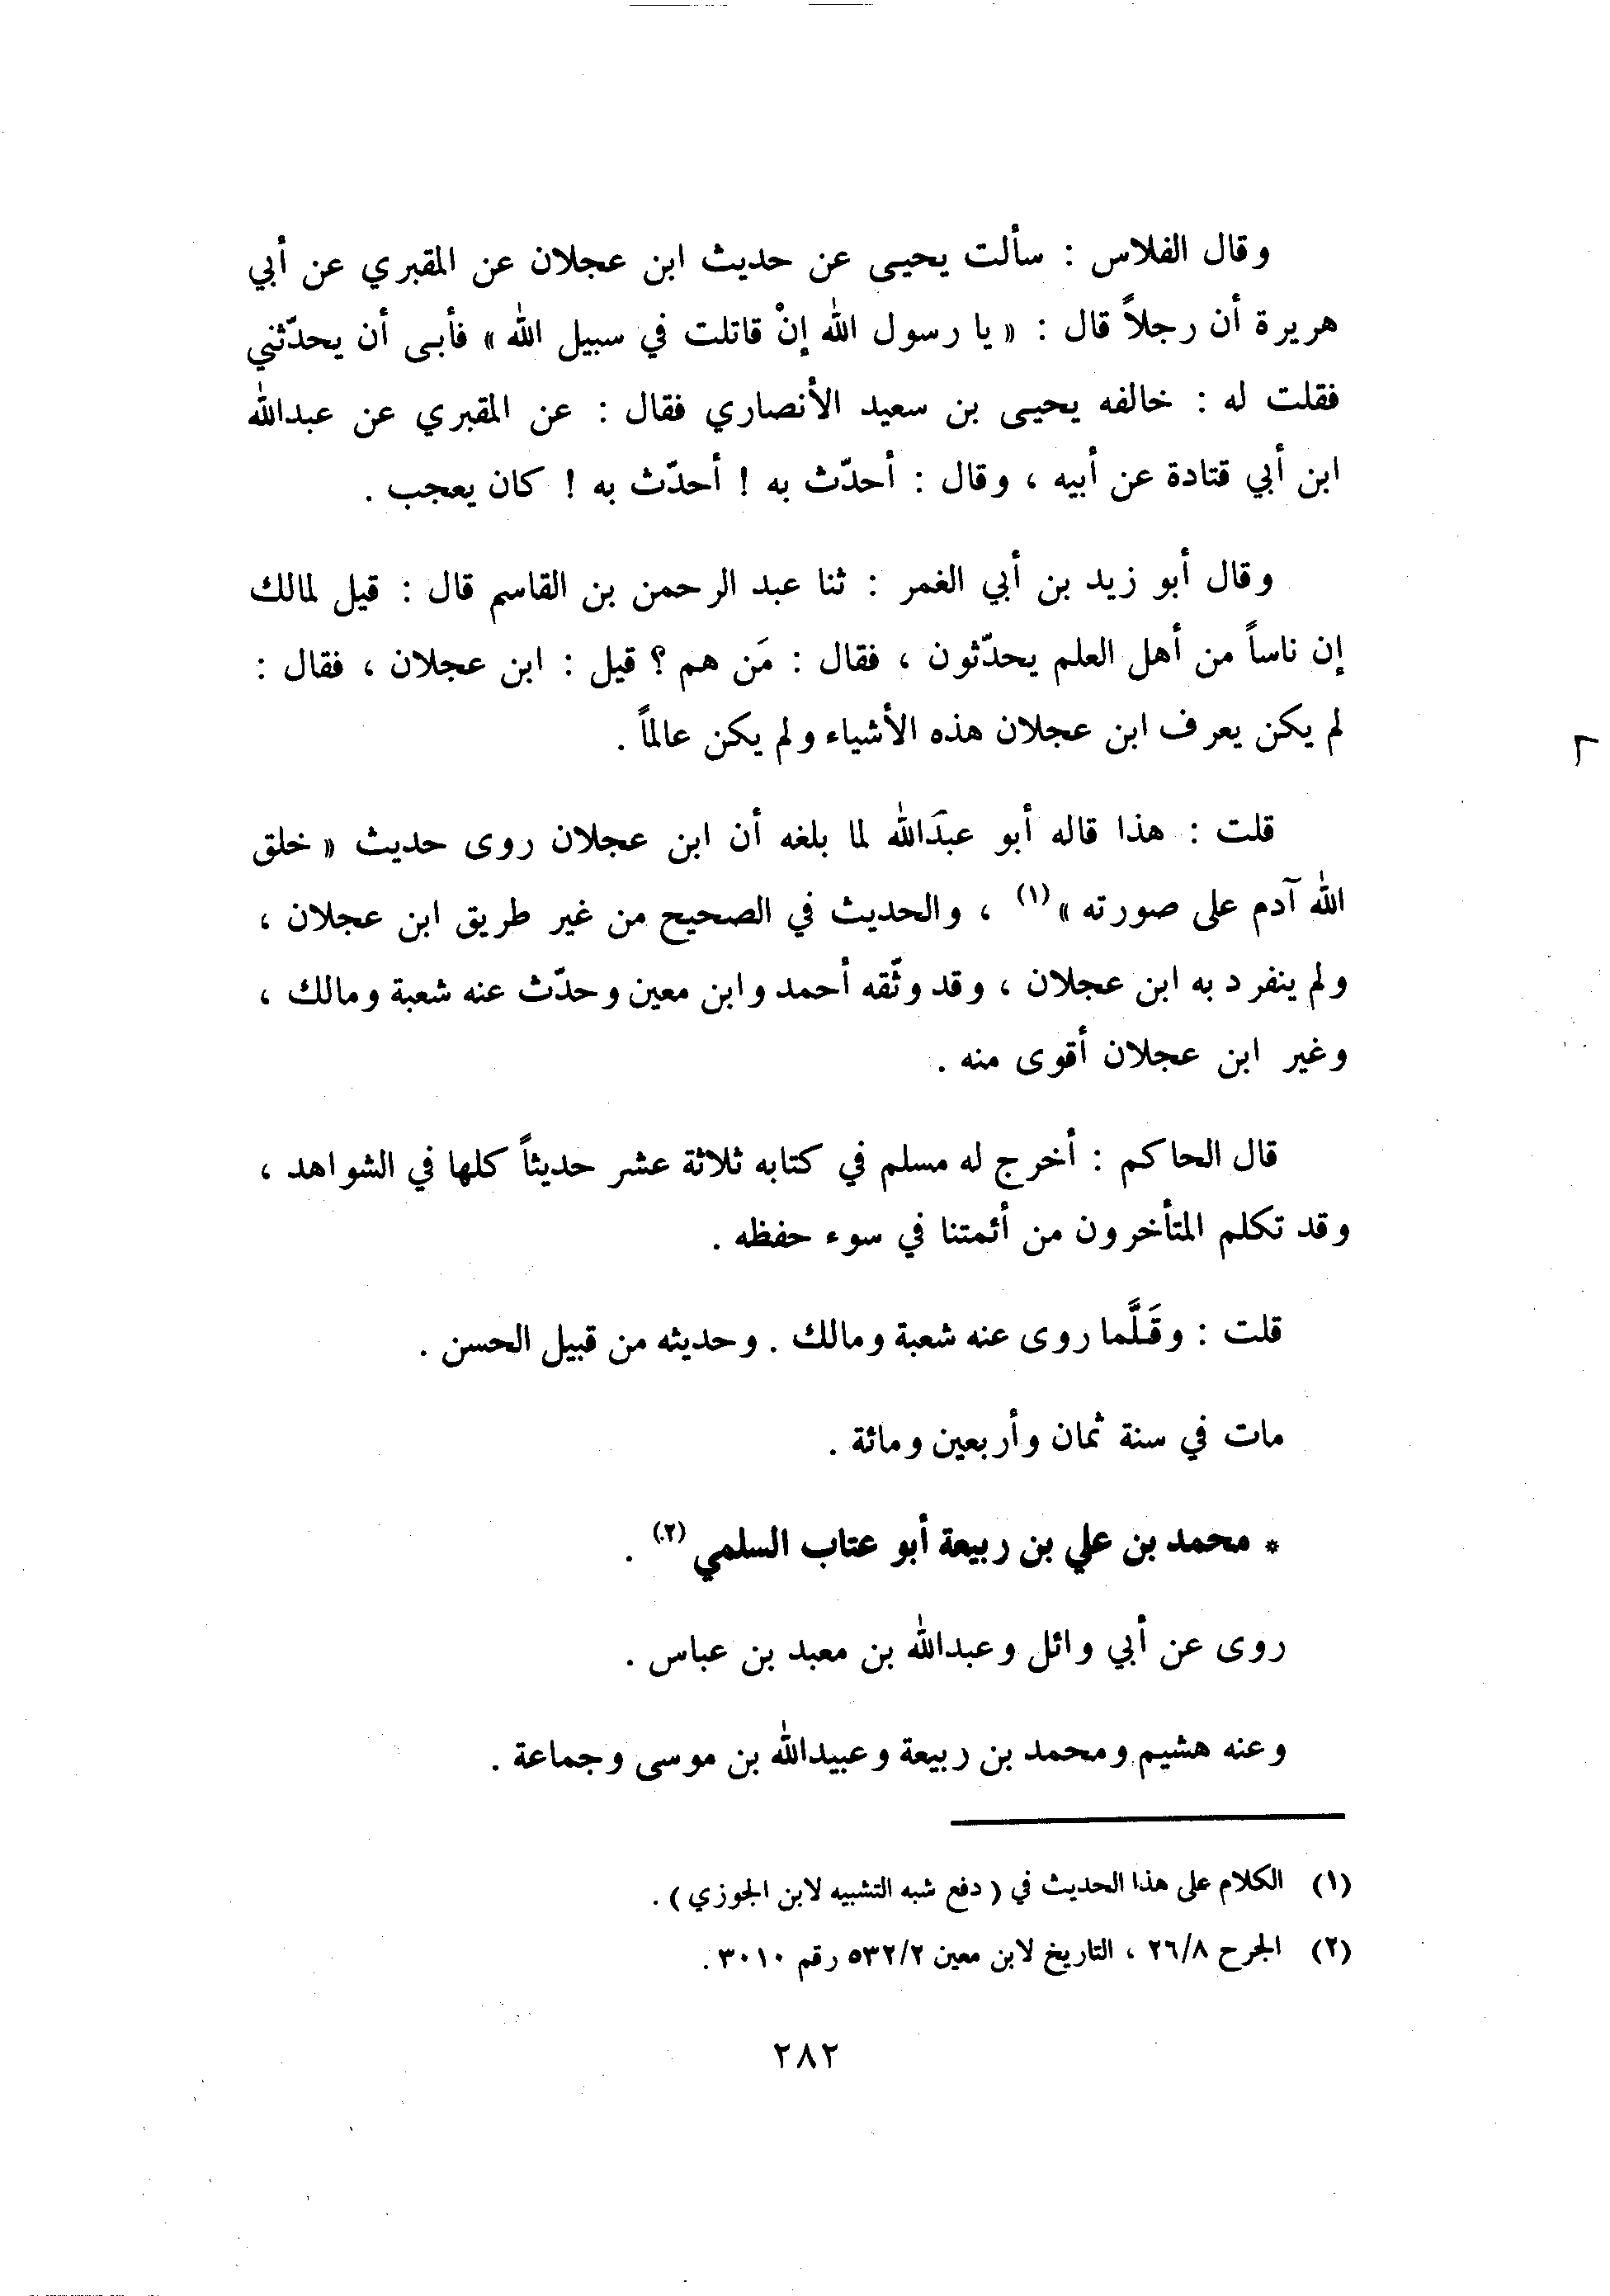 وقال الفلاس : سألت يحيى عن حديث ابن عجلان عن المقبري عن أبي
هريرة أن رجلاً قال : « يا رسول الله إنْ قاتلت في سبيل الله » فأبى أن يحدّثني
فقلت له : خالفه يحيى بن سعيد الأنصاري فقال : عن المقبري عن عبدالله
ابن أبي قتادة عن أبيه ، وقال : أحدّث به ! أحدّث به ! كان يعجب .
وقال أبو زيد بن أبي الغمر : ثنا عبد الرحمن بن القاسم قال : قيل لمالك
إن ناساً من أهل العلم يحدّثون ، فقال : مَن هم ؟ قيل : ابن عجلان ، فقال :
لم يكن يعرف ابن عجلان هذه الأشياء ولم يكن عالماً .
قلت : هذا قاله أبو عبدَالله لما بلغه أن ابن عجلان روى حديث « خلق
الله آدم على صورته » (١) ، والحديث في الصحيح من غير طريق ابن عجلان ،
ولم ينفرد به ابن عجلان ، وقد وثّقه أحمد وابن معين وحدّث عنه شعبة ومالك ،
وغير ابن عجلان أقوى منه .
قال الحاكم : أخرج له مسلم في كتابه ثلاثة عشر حديثاً كلها في الشواهد ،
وقد تكلم المتأخرون من أئمتنا في سوء حفظه .
قلت : وقَلَّما روى عنه شعبة ومالك . وحديثه من قبيل الحسن .
مات في سنة ثمان وأربعين ومائة .
* محمد بن علي بن ربيعة أبو عتاب السلمي (٢) .
روى عن أبي وائل وعبدالله بن معبد بن عباس .
وعنه هشيم ومحمد بن ربيعة وعبيدالله بن موسى وجماعة .
(١) الكلام على هذا الحديث في ( دفع شبه التشبيه لابن الجوزي ) .
(٢) الجرح ٢٦/٨ ، التاريخ لابن معين ٥٣٢/٢ رقم ٣٠١٠ .
٢٨٢